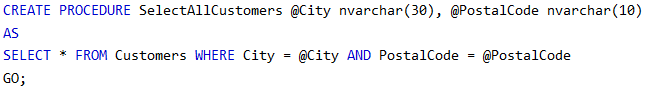 CREATE PROCEDURE SelectAllCustomers @City nvarchar(30), @PostalCode nvarchar(10)
AS
SELECT * FROM Customers WHERE City = @City AND PostalCode = @PostalCode
GO;